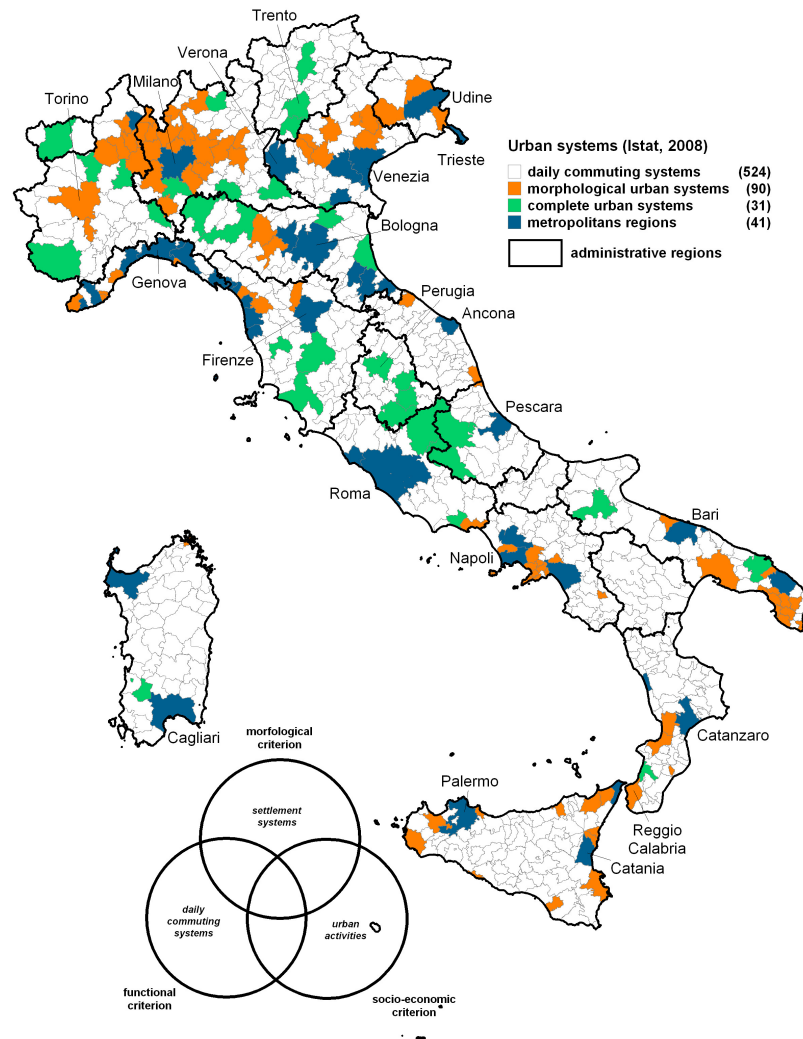 Trento
Verona
Milano
Torino
Udine
Trieste
Venezia
Urban systems (Istat, 2008)
daily commuting systems (524)
morphological urban systems (90)
complete urban systems (31)
metropolitans regions (41)
administrative regions
Bologna
Genova
Perugia
Ancona
Firenze
Pescara
Roma
Bari
Napoli
Cagliari
Catanzaro
Palermo
Reggio
Calabria
Catania
morfological
criterion
settlement
systems
daily
commuting
systems
urban
activities
functional
criterion
socio-economic
criterion